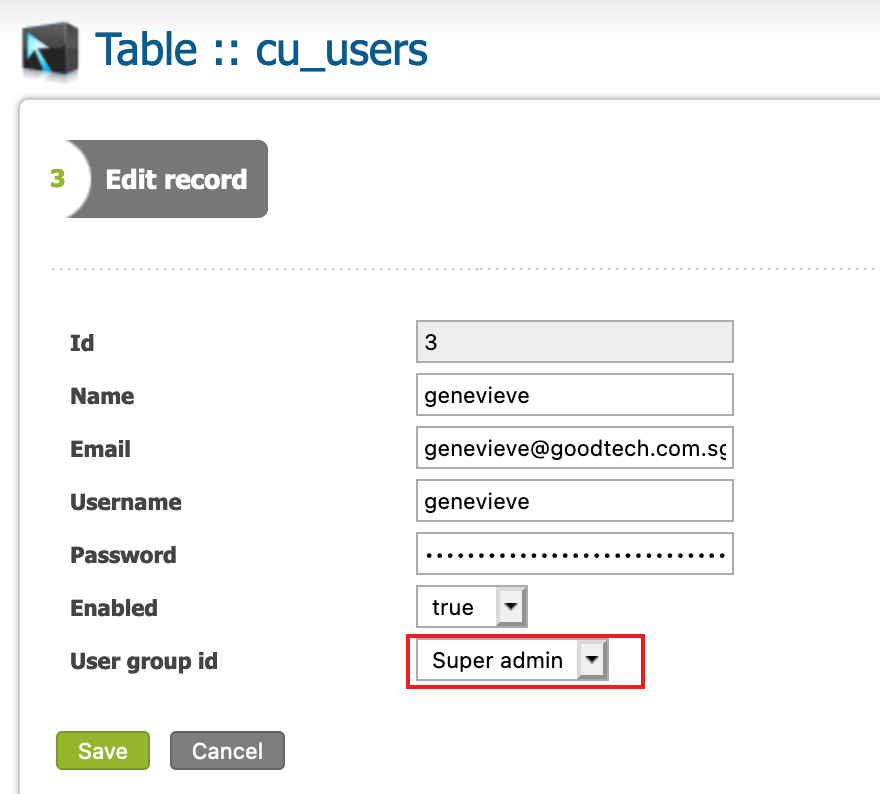 Table :: cu_users
3 Edit record
Id 3
Name genevieve
Email genevieve@goodtech.com.sg
Username genevieve
Password ••••••••••••••••••••••••••••
Enabled true
User group id Super admin
Save Cancel